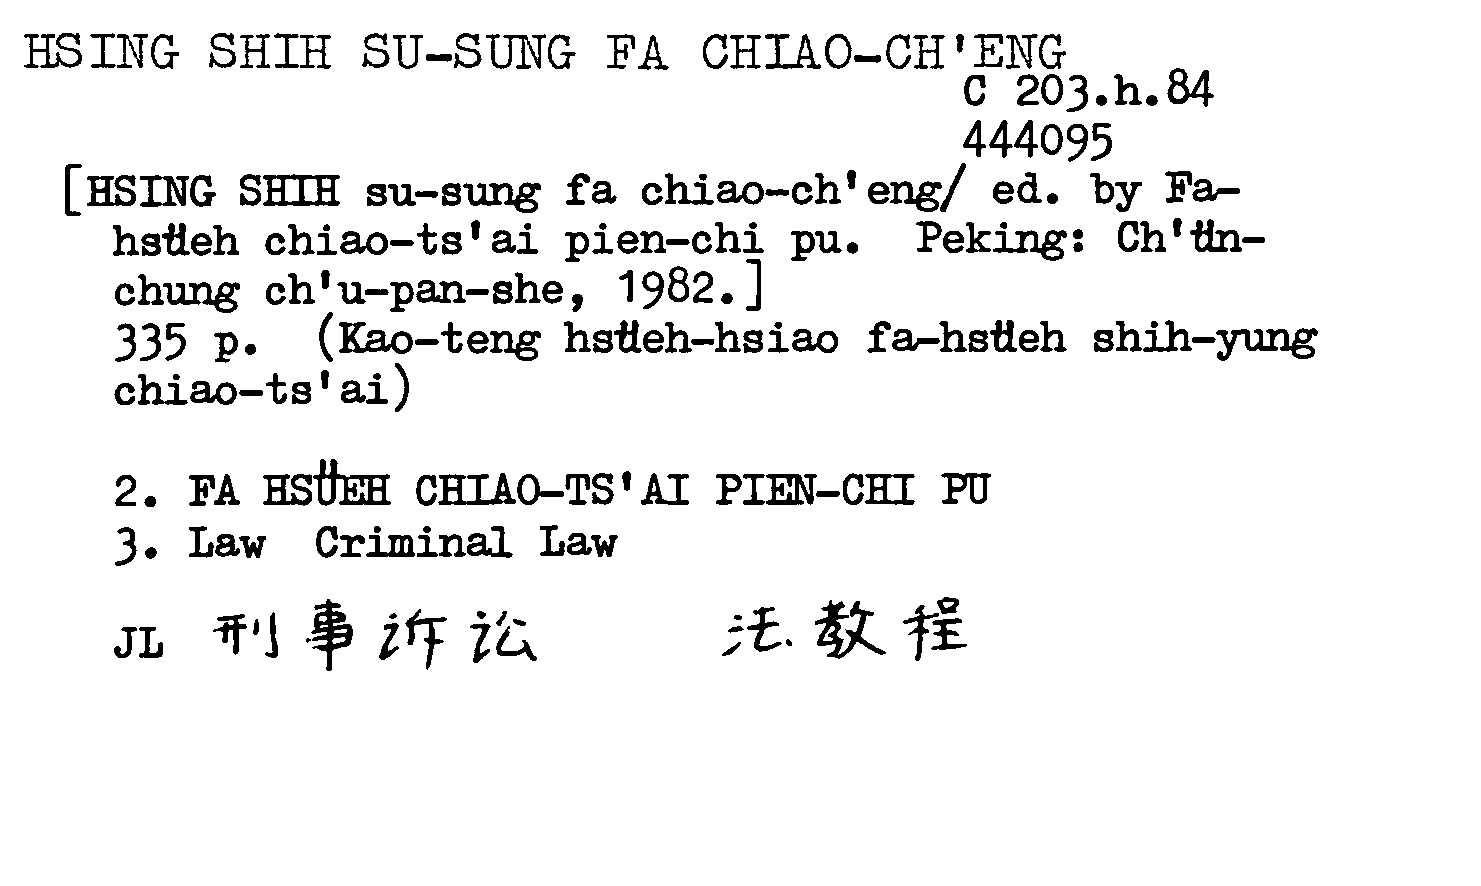 HSING SHIH SU-SUNG FA CHIAO-CH'ENG
C 203.h.84
444095
[HSING SHIH su-sung fa chiao-ch'eng/ ed. by Fa-
hsüeh chiao-ts'ai pien-chi pu.  Peking: Ch'ün-
chung ch'u-pan-she, 1982.]
335 p.  (Kao-teng hsüeh-hsiao fa-hsüeh shih-yung
chiao-ts'ai)
2. FA HSÜEH CHIAO-TS'AI PIEN-CHI PU
3. Law  Criminal Law
JL 刑事诉讼 法教程